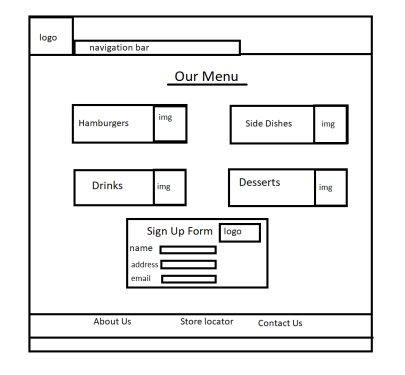 logo
navigation bar
Our Menu
Hamburgers
img
Side Dishes
img
Drinks
img
Desserts
img
Sign Up Form
logo
name
address
email
About Us
Store locator
Contact Us